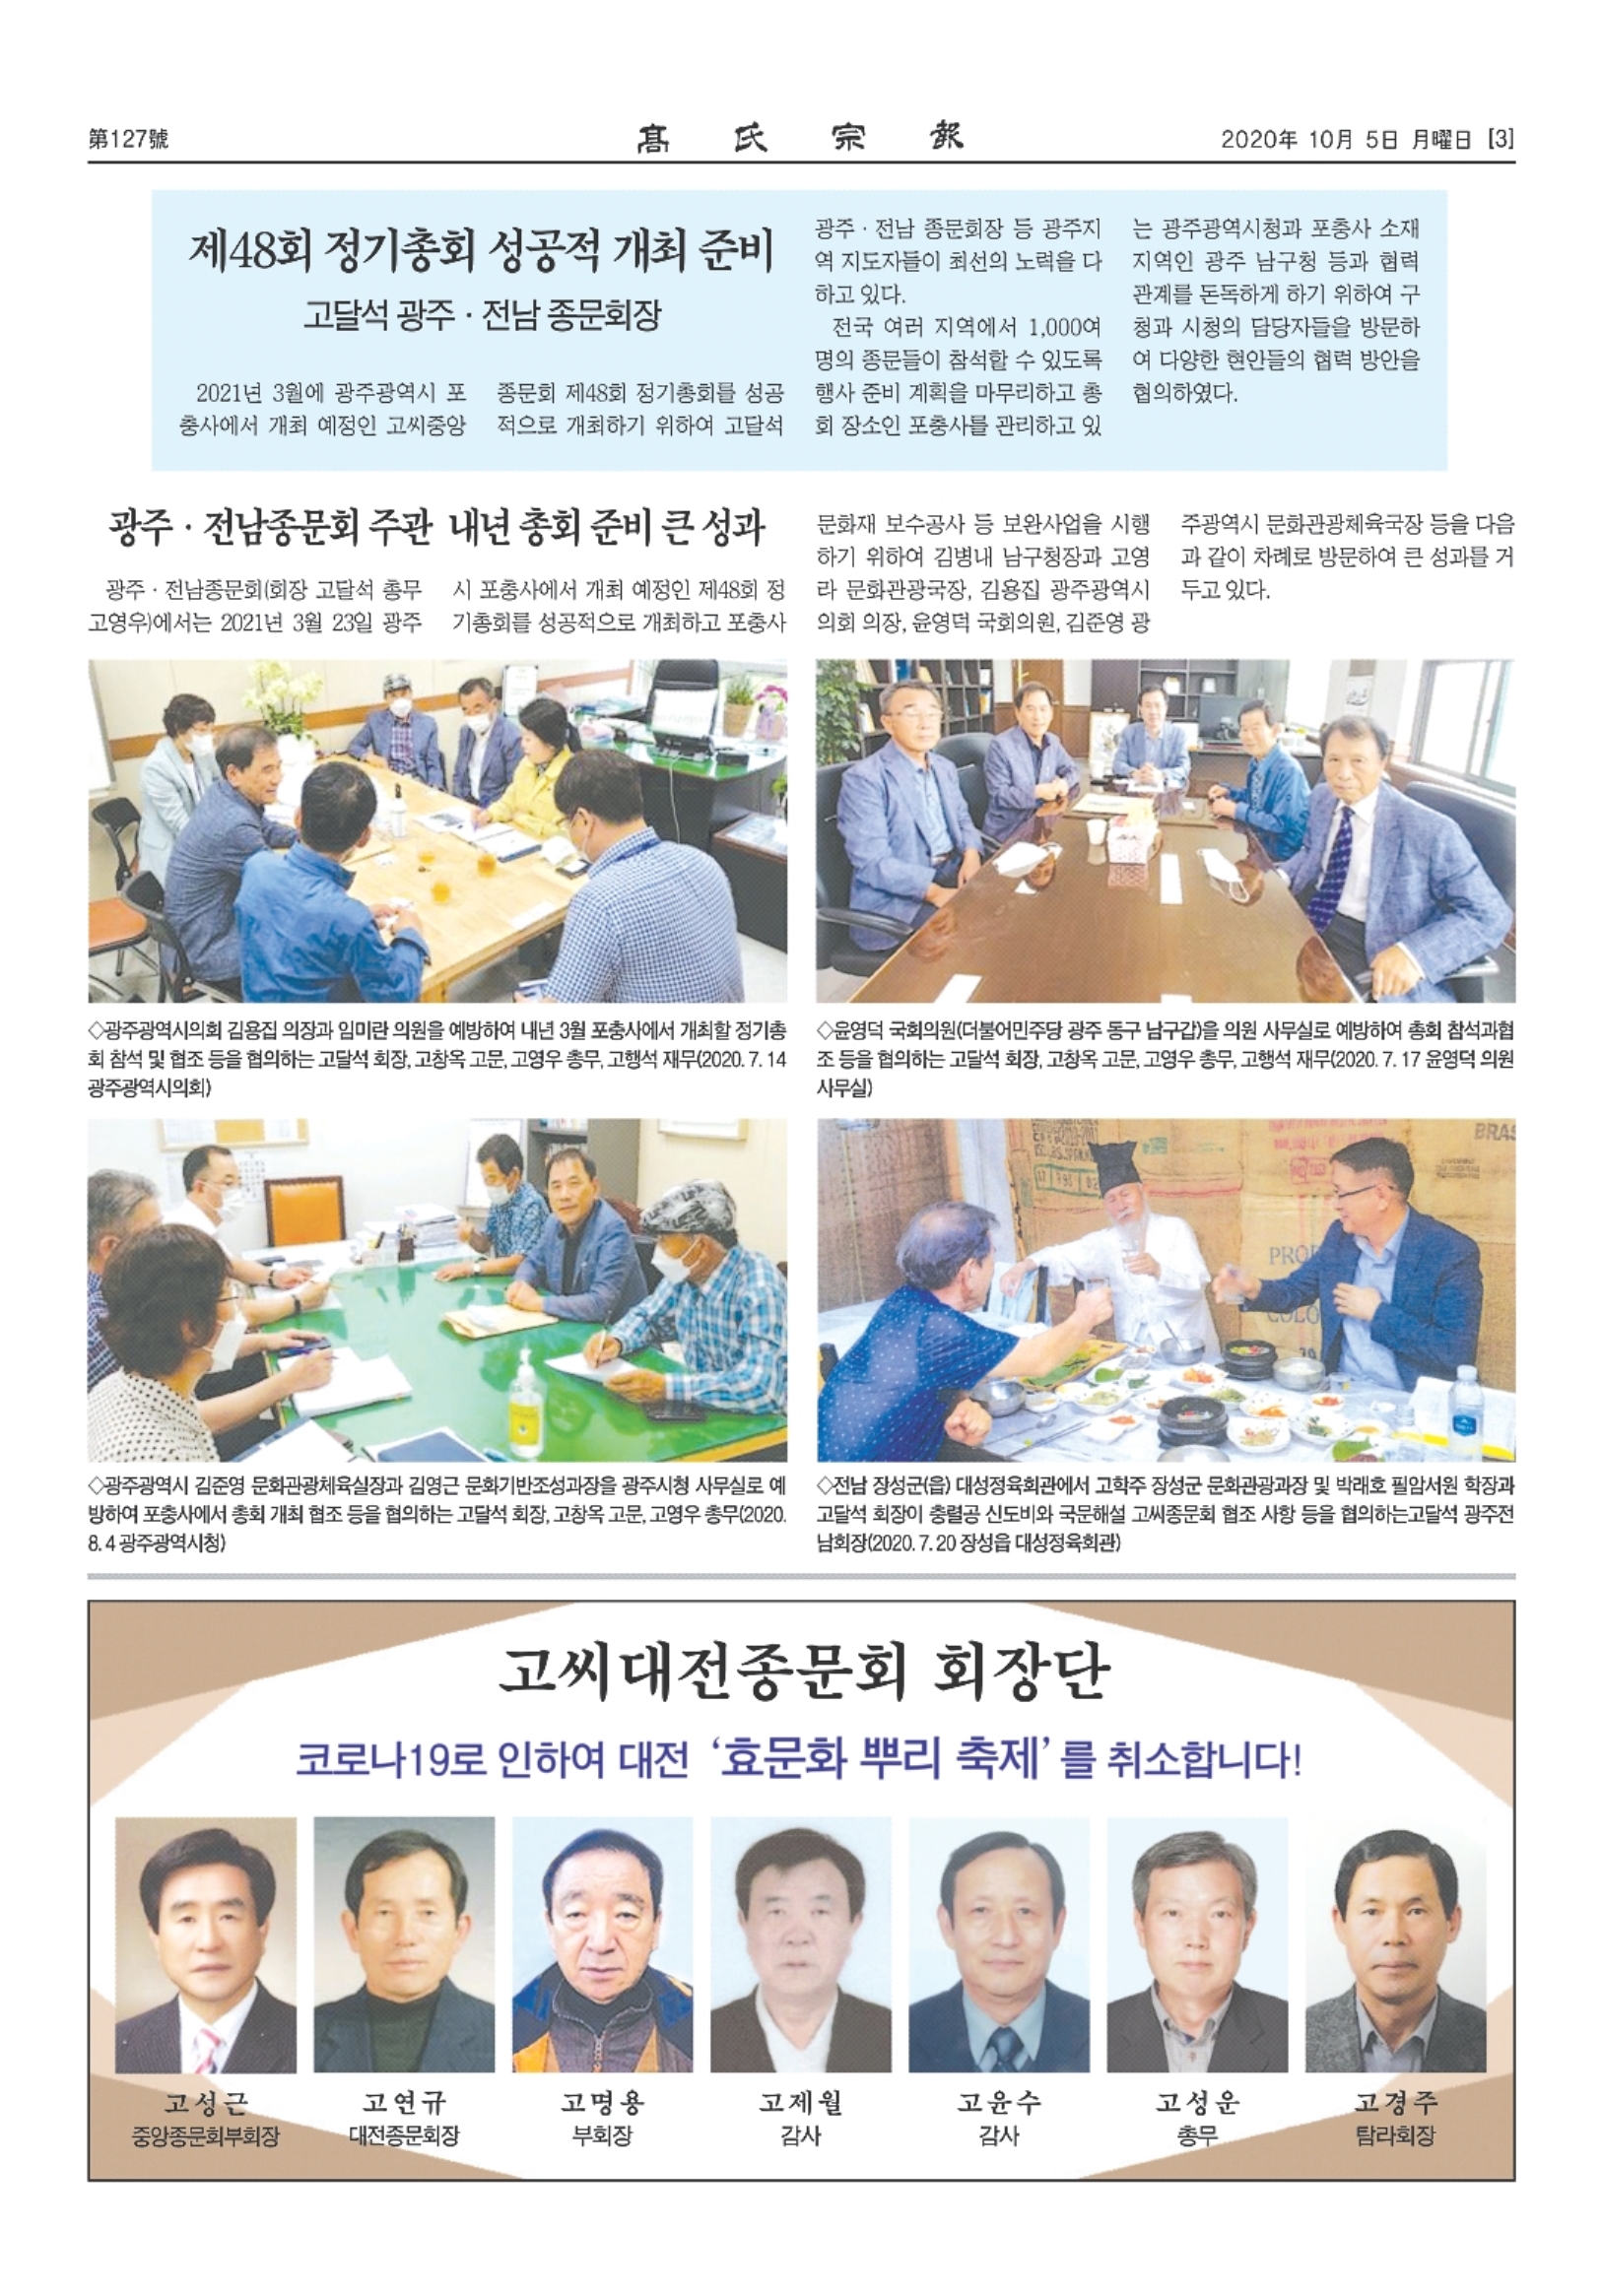 第127號
髙氏宗報
2020年 10月 5日 月曜日 [3]
제48회 정기총회 성공적 개최 준비
고달석 광주 · 전남 종문회장
2021년 3월에 광주광역시 포
충사에서 개최 예정인 고씨중앙
종문회 제48회 정기총회를 성공
적으로 개최하기 위하여 고달석
광주 · 전남 종문회장 등 광주지
역 지도자들이 최선의 노력을 다
하고 있다.
전국 여러 지역에서 1,000여
명의 종문들이 참석할 수 있도록
행사 준비 계획을 마무리하고 총
회 장소인 포충사를 관리하고 있
는 광주광역시청과 포충사 소재
지역인 광주 남구청 등과 협력
관계를 돈독하게 하기 위하여 구
청과 시청의 담당자들을 방문하
여 다양한 현안들의 협력 방안을
협의하였다.
광주 · 전남종문회 주관 내년 총회 준비 큰 성과
광주 · 전남종문회(회장 고달석 총무
고영우)에서는 2021년 3월 23일 광주
시 포충사에서 개최 예정인 제48회 정
기총회를 성공적으로 개최하고 포충사
문화재 보수공사 등 보완사업을 시행
하기 위하여 김병내 남구청장과 고영
라 문화관광국장, 김용집 광주광역시
의회 의장, 윤영덕 국회의원, 김준영 광
주광역시 문화관광체육국장 등을 다음
과 같이 차례로 방문하여 큰 성과를 거
두고 있다.
◇광주광역시의회 김용집 의장과 임미란 의원을 예방하여 내년 3월 포충사에서 개최할 정기총
회 참석 및 협조 등을 협의하는 고달석 회장, 고창옥 고문, 고영우 총무, 고행석 재무(2020. 7. 14
광주광역시의회)
◇윤영덕 국회의원(더불어민주당 광주 동구 남구갑)을 의원 사무실로 예방하여 총회 참석과협
조 등을 협의하는 고달석 회장, 고창옥 고문, 고영우 총무, 고행석 재무(2020. 7. 17 윤영덕 의원
사무실)
◇광주광역시 김준영 문화관광체육실장과 김영근 문화기반조성과장을 광주시청 사무실로 예
방하여 포충사에서 총회 개최 협조 등을 협의하는 고달석 회장, 고창옥 고문, 고영우 총무(2020.
8. 4 광주광역시청)
◇전남 장성군(읍) 대성정육회관에서 고학주 장성군 문화관광과장 및 박래호 필암서원 학장과
고달석 회장이 충렬공 신도비와 국문해설 고씨종문회 협조 사항 등을 협의하는고달석 광주전
남회장(2020. 7. 20 장성읍 대성정육회관)
고씨대전종문회 회장단
코로나19로 인하여 대전 ‘효문화 뿌리 축제’를 취소합니다!
고성근
중앙종문회부회장
고연규
대전종문회장
고명용
부회장
고제월
감사
고윤수
감사
고성운
총무
고경주
탐라회장